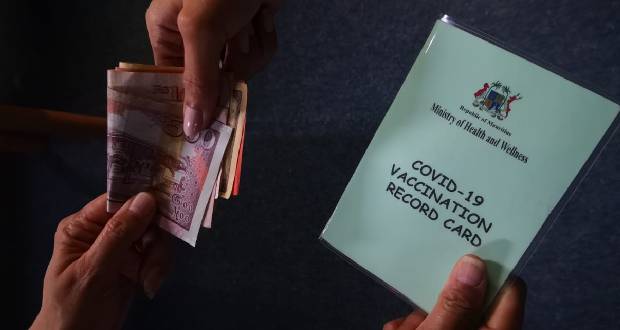 Republic of Mauritius
Ministry of Health and Wellness
COVID-19
VACCINATION
RECORD CARD